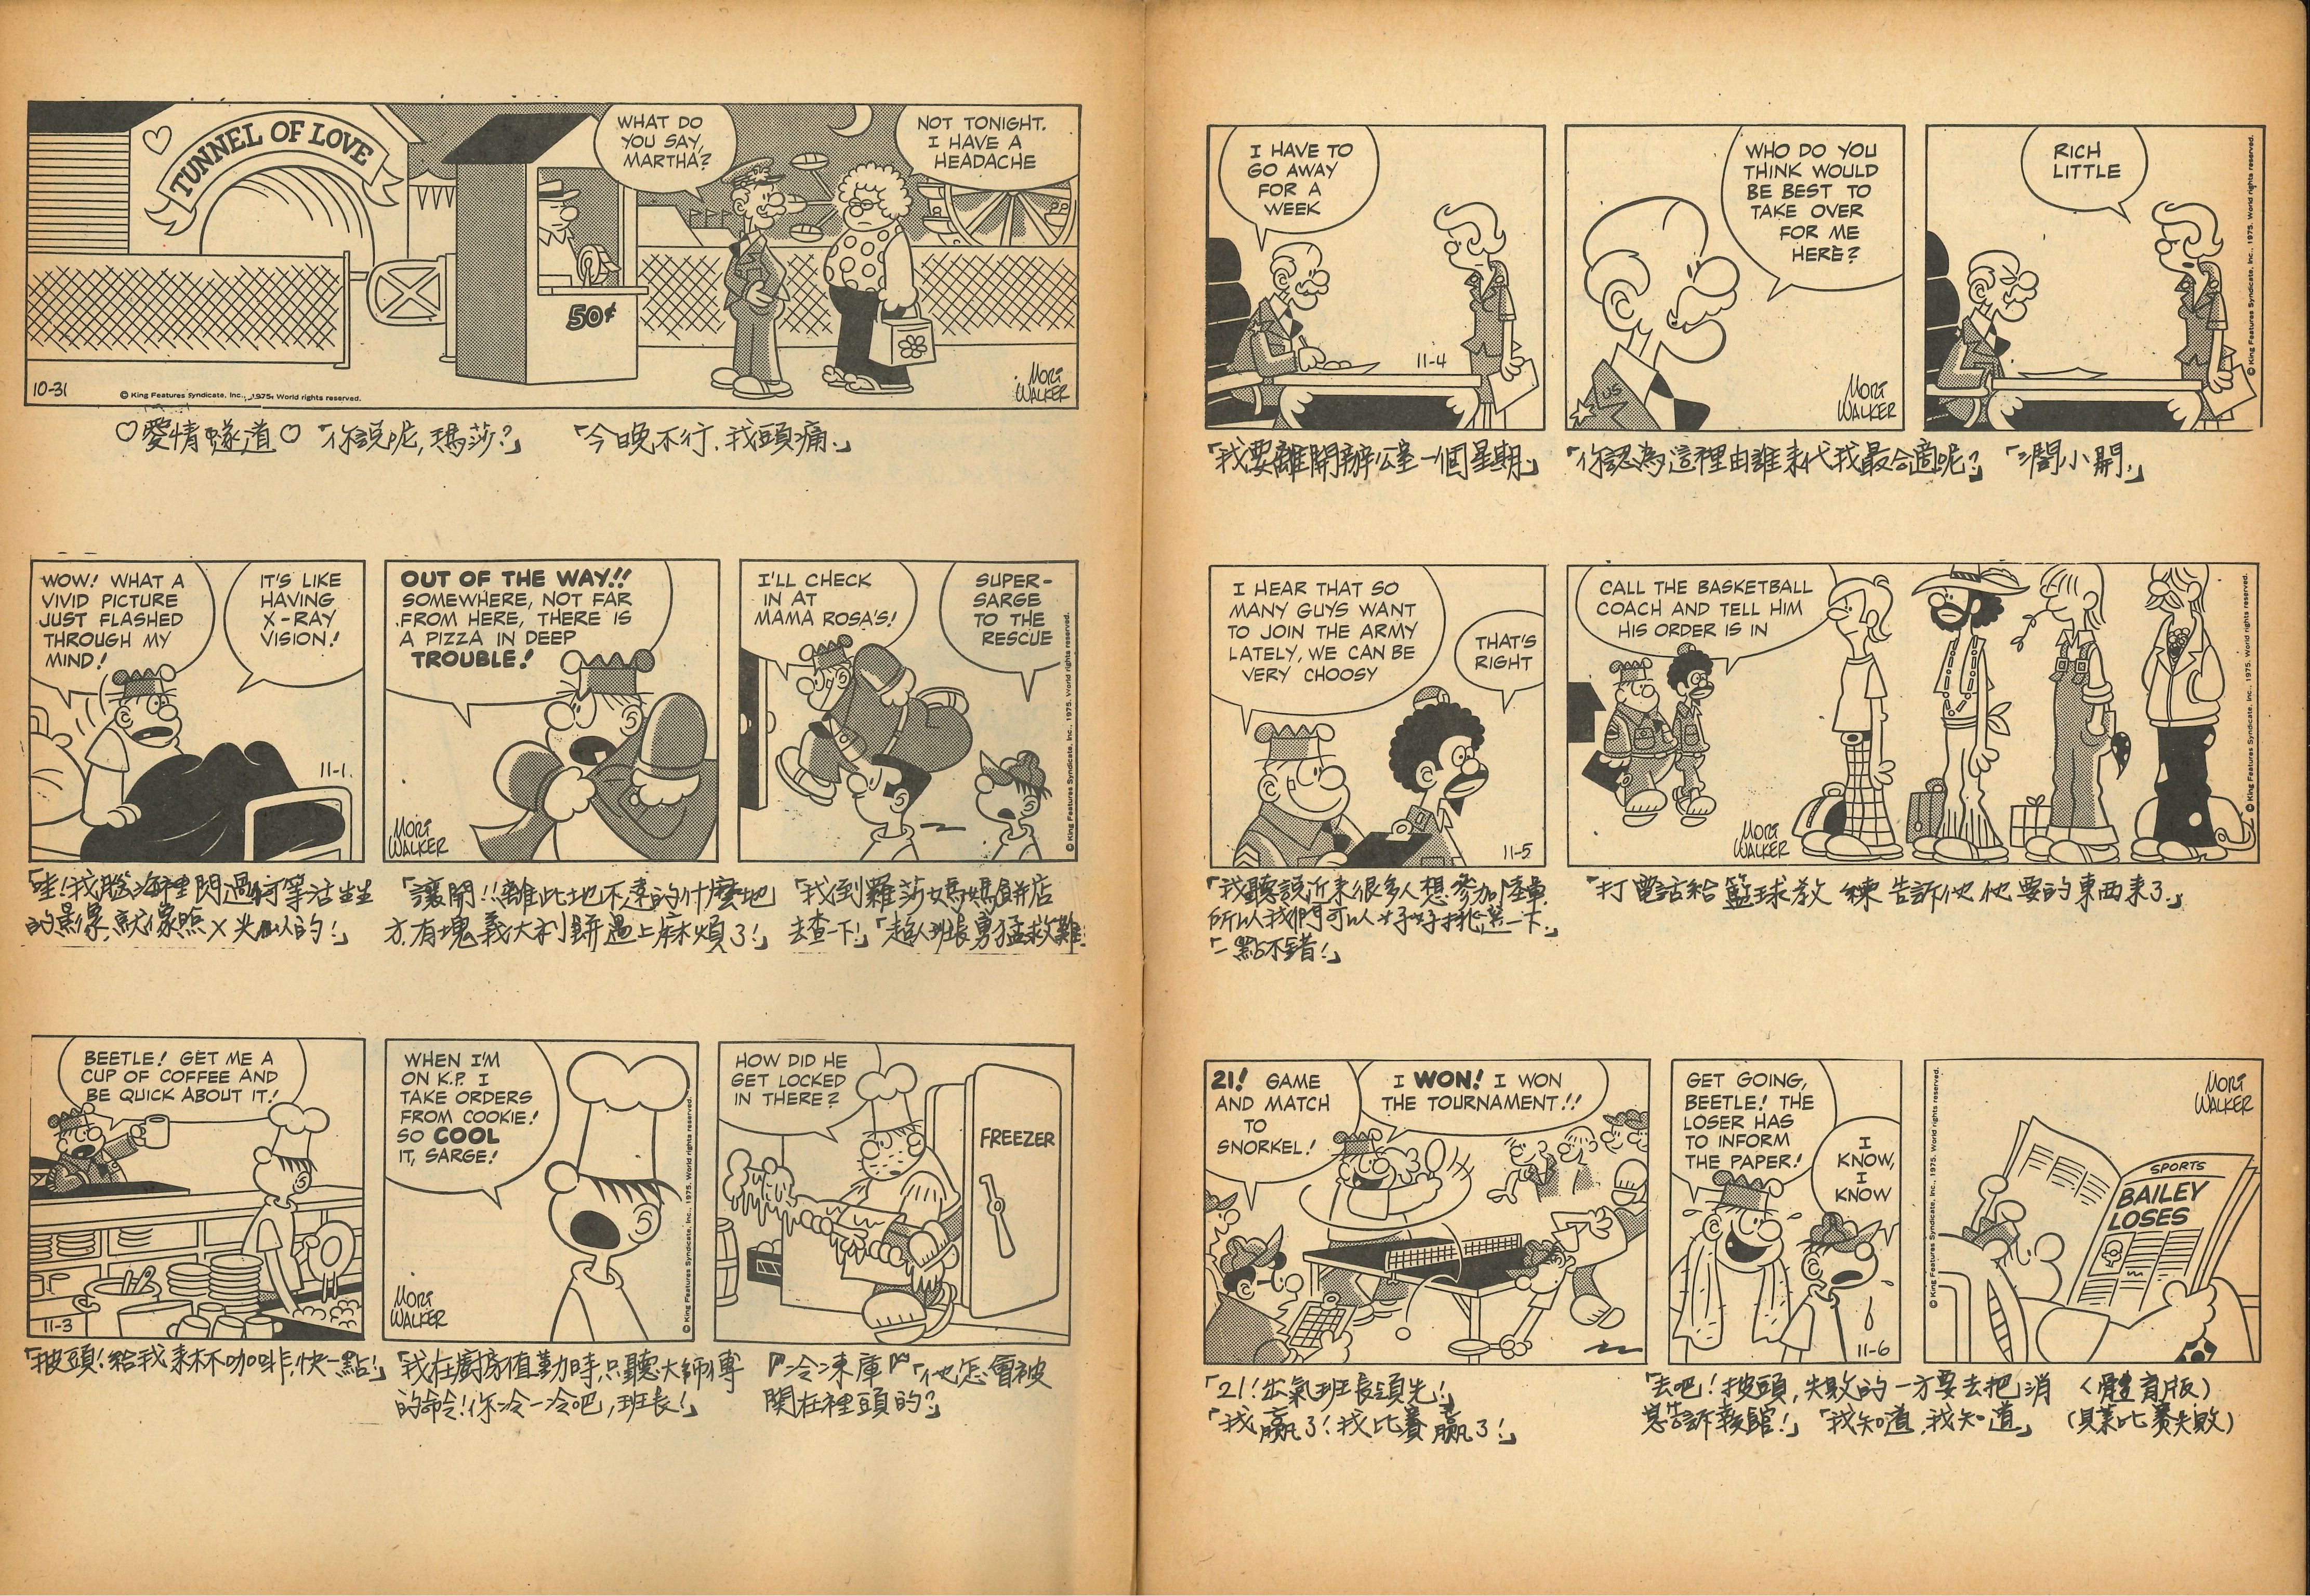 TUNNEL OF LOVE
WHAT DO
YOU SAY,
MARTHA?
NOT TONIGHT.
I HAVE A
HEADACHE
50¢
10-31
© King Features Syndicate, Inc., 1975. World rights reserved.
MORT
WALKER
♡愛情隧道♡ 「你說呢,瑪莎?」 「今晚不行,我頭痛。」
WOW! WHAT A
VIVID PICTURE
JUST FLASHED
THROUGH MY
MIND!
IT'S LIKE
HAVING
X-RAY
VISION!
11-1
OUT OF THE WAY!!
SOMEWHERE, NOT FAR
FROM HERE, THERE IS
A PIZZA IN DEEP
TROUBLE!
MORT
WALKER
I'LL CHECK
IN AT
MAMA ROSA'S!
SUPER-
SARGE
TO THE
RESCUE
© King Features Syndicate, Inc., 1975. World rights reserved.
「哇!我腦海裡閃過何等活生生
的影像,就像照X光似的!」
「讓開!!離此地不遠的什麼地
方,有塊義大利餅遇上麻煩了!」
「我到羅莎媽媽餅店
去查一下!」「超人班長勇猛救難
BEETLE! GET ME A
CUP OF COFFEE AND
BE QUICK ABOUT IT!
11-3
WHEN I'M
ON K.P. I
TAKE ORDERS
FROM COOKIE!
SO COOL
IT, SARGE!
MORT
WALKER
© King Features Syndicate, Inc., 1975. World rights reserved.
HOW DID HE
GET LOCKED
IN THERE?
FREEZER
「披頭!給我來杯咖啡,快一點!」
「我在廚房值勤時,只聽大師傅
的命令!你冷一冷吧,班長!」
『冷凍庫』「他怎會被
関在裡頭的?」
I HAVE TO
GO AWAY
FOR A
WEEK
11-4
WHO DO YOU
THINK WOULD
BE BEST TO
TAKE OVER
FOR ME
HERE?
US
MORT
WALKER
RICH
LITTLE
© King Features Syndicate, Inc., 1975. World rights reserved.
「我要離開辦公室一個星期。」 「你認為這裡由誰來代我最合適呢?」 「濶小開。」
I HEAR THAT SO
MANY GUYS WANT
TO JOIN THE ARMY
LATELY, WE CAN BE
VERY CHOOSY
THAT'S
RIGHT
11-5
CALL THE BASKETBALL
COACH AND TELL HIM
HIS ORDER IS IN
MORT
WALKER
© King Features Syndicate, Inc., 1975. World rights reserved.
「我聽說近來很多人想參加陸軍,
所以我們可以好好挑選一下。」
「一點不錯!」
「打電話給籃球教練告訴他他要的東西來了。」
21! GAME
AND MATCH
TO
SNORKEL!
I WON! I WON
THE TOURNAMENT!!
GET GOING,
BEETLE! THE
LOSER HAS
TO INFORM
THE PAPER!
I
KNOW,
I
KNOW
11-6
© King Features Syndicate, Inc., 1975. World rights reserved.
MORT
WALKER
SPORTS
BAILEY
LOSES
「21!出氣班長領先!」
「我贏了!我比賽贏了!」
「去吧!披頭,失敗的一方要去把消
息告訴報館!」 「我知道,我知道」
(體育版)
(貝萊比賽失敗)